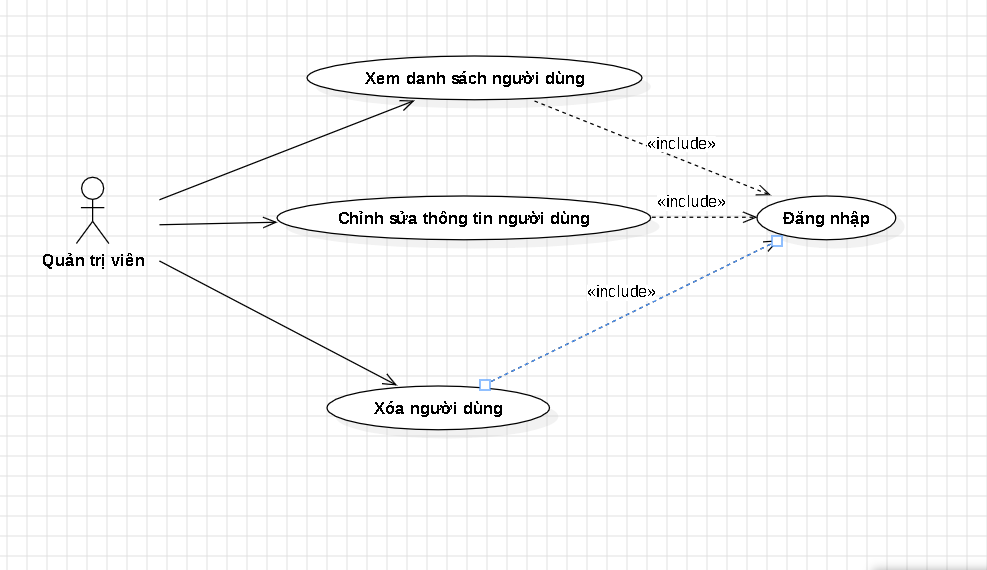 Xem danh sách người dùng
«include»
«include»
Chỉnh sửa thông tin người dùng
Đăng nhập
Quản trị viên
«include»
Xóa người dùng